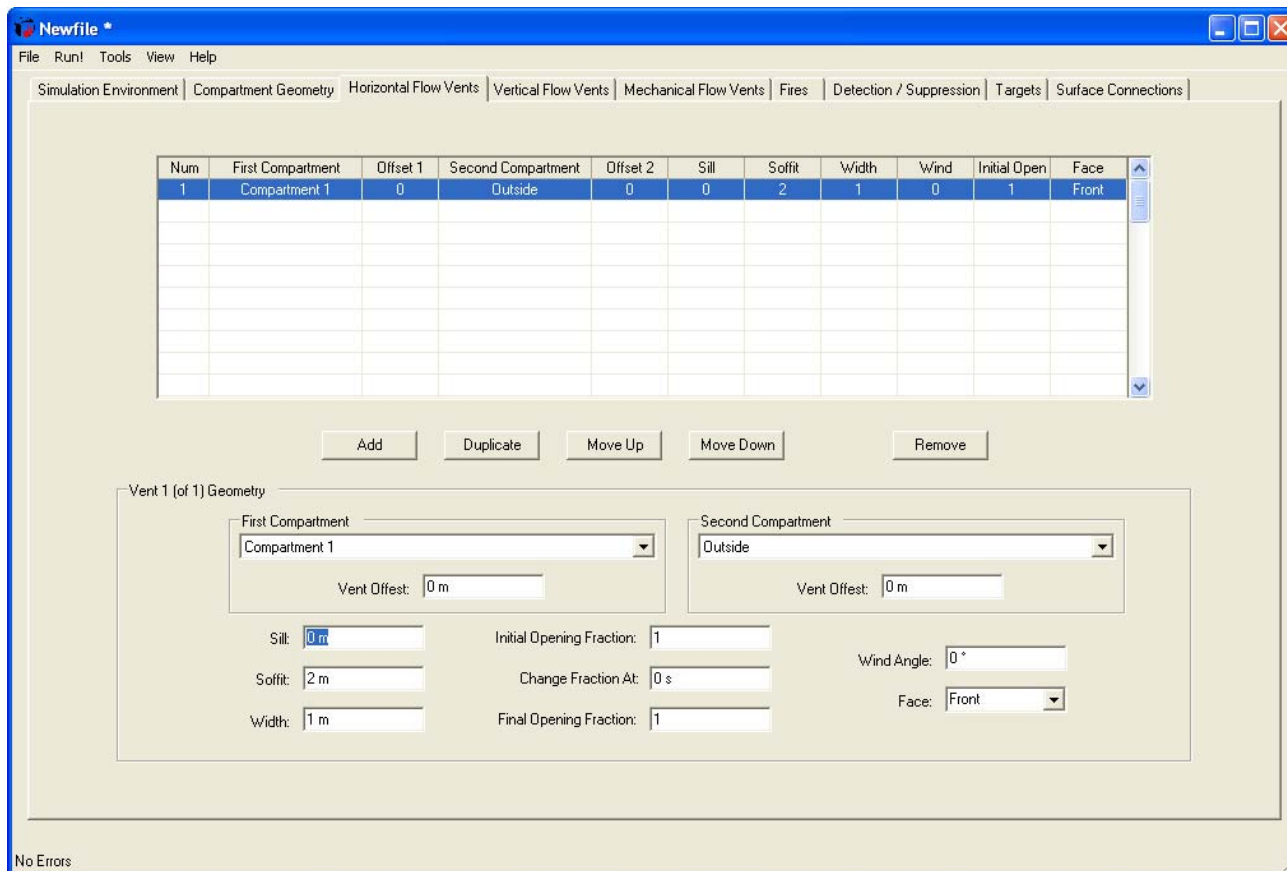 Newfile *
File Run! Tools View Help
Simulation Environment Compartment Geometry Horizontal Flow Vents Vertical Flow Vents Mechanical Flow Vents Fires Detection / Suppression Targets Surface Connections
Num First Compartment Offset 1 Second Compartment Offset 2 Sill Soffit Width Wind Initial Open Face
1 Compartment 1 0 Outside 0 0 2 1 0 1 Front
Add Duplicate Move Up Move Down Remove
Vent 1 (of 1) Geometry
First Compartment Second Compartment
Compartment 1 Outside
Vent Offest: 0 m Vent Offest: 0 m
Sill: 0 m Initial Opening Fraction: 1
Wind Angle: 0 °
Soffit: 2 m Change Fraction At: 0 s
Face: Front
Width: 1 m Final Opening Fraction: 1
No Errors